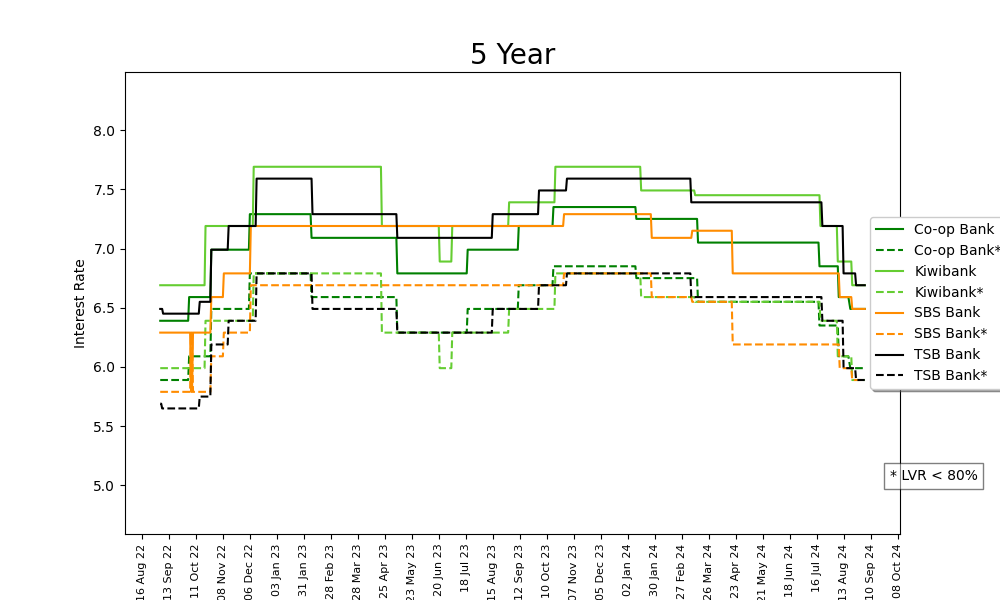 5 Year
Interest Rate
8.0
7.5
7.0
6.5
6.0
5.5
5.0
16 Aug 22
13 Sep 22
11 Oct 22
08 Nov 22
06 Dec 22
03 Jan 23
31 Jan 23
28 Feb 23
28 Mar 23
25 Apr 23
23 May 23
20 Jun 23
18 Jul 23
15 Aug 23
12 Sep 23
10 Oct 23
07 Nov 23
05 Dec 23
02 Jan 24
30 Jan 24
27 Feb 24
26 Mar 24
23 Apr 24
21 May 24
18 Jun 24
16 Jul 24
13 Aug 24
10 Sep 24
08 Oct 24
Co-op Bank
Co-op Bank*
Kiwibank
Kiwibank*
SBS Bank
SBS Bank*
TSB Bank
TSB Bank*
* LVR < 80%